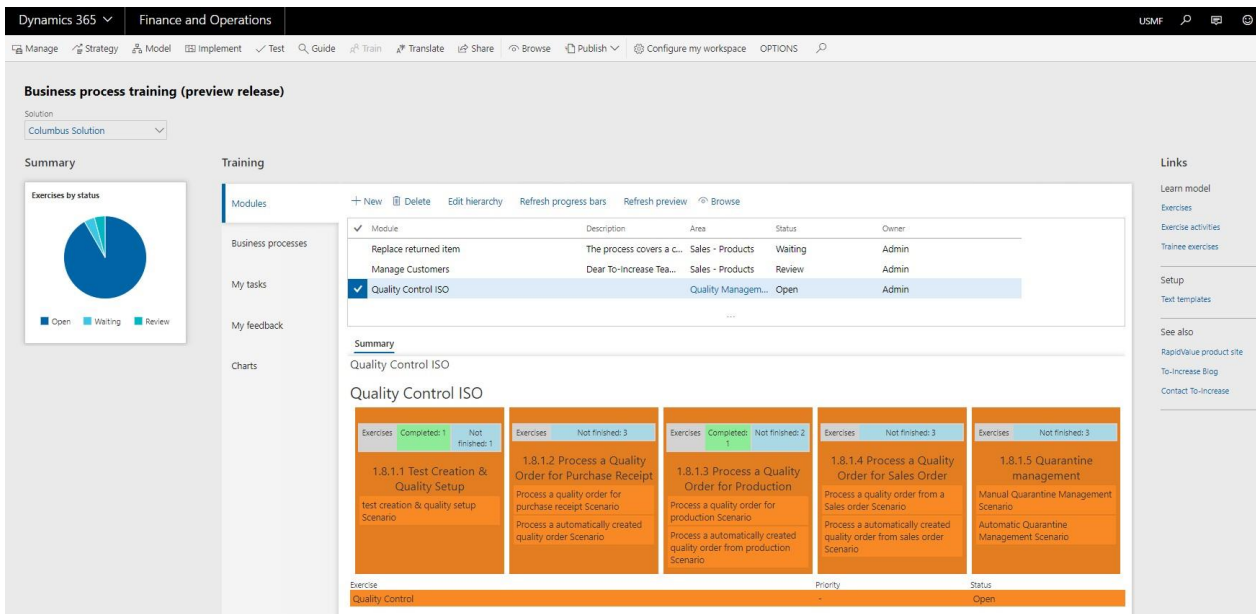 Dynamics 365 Finance and Operations USMF
Manage Strategy Model Implement Test Guide Train Translate Share Browse Publish Configure my workspace OPTIONS
Business process training (preview release)
Solution
Columbus Solution
Summary
Exercises by status
Open Waiting Review
Training
Modules
Business processes
My tasks
My feedback
Charts
New Delete Edit hierarchy Refresh progress bars Refresh preview Browse
Module Description Area Status Owner
Replace returned item The process covers a c... Sales - Products Waiting Admin
Manage Customers Dear To-Increase Tea... Sales - Products Review Admin
Quality Control ISO Quality Managem... Open Admin
...
Summary
Quality Control ISO
Quality Control ISO
Exercises Completed: 1 Not
finished: 1
1.8.1.1 Test Creation &
Quality Setup
test creation & quality setup
Scenario
Exercises Not finished: 3
1.8.1.2 Process a Quality
Order for Purchase Receipt
Process a quality order for
purchase receipt Scenario
Process a automatically created
quality order Scenario
Exercises Completed: Not finished: 2
1
1.8.1.3 Process a Quality
Order for Production
Process a quality order for
production Scenario
Process a automatically created
quality order from production
Scenario
Exercises Not finished: 3
1.8.1.4 Process a Quality
Order for Sales Order
Process a quality order from a
Sales order Scenario
Process a automatically created
quality order from sales order
Scenario
Exercises Not finished: 3
1.8.1.5 Quarantine
management
Manual Quarantine Management
Scenario
Automatic Quarantine
Management Scenario
Exercise Priority Status
Quality Control - Open
Links
Learn model
Exercises
Exercise activities
Trainee exercises
Setup
Text templates
See also
RapidValue product site
To-Increase Blog
Contact To-Increase